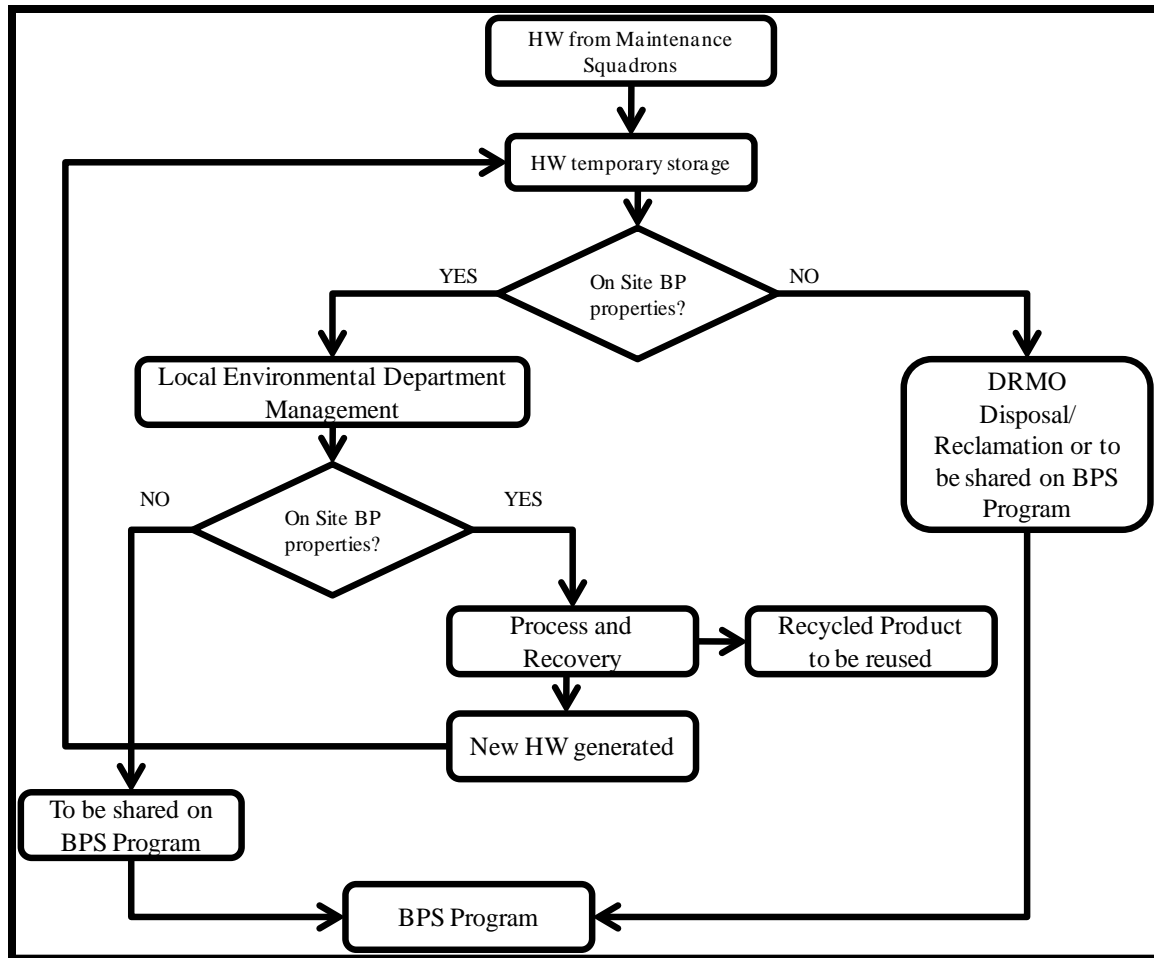 HW from Maintenance
Squadrons
HW temporary storage
YES
On Site BP
properties?
NO
Local Environmental Department
Management
DRMO
Disposal/
Reclamation or to
be shared on BPS
Program
NO
On Site BP
properties?
YES
Process and
Recovery
Recycled Product
to be reused
New HW generated
To be shared on
BPS Program
BPS Program